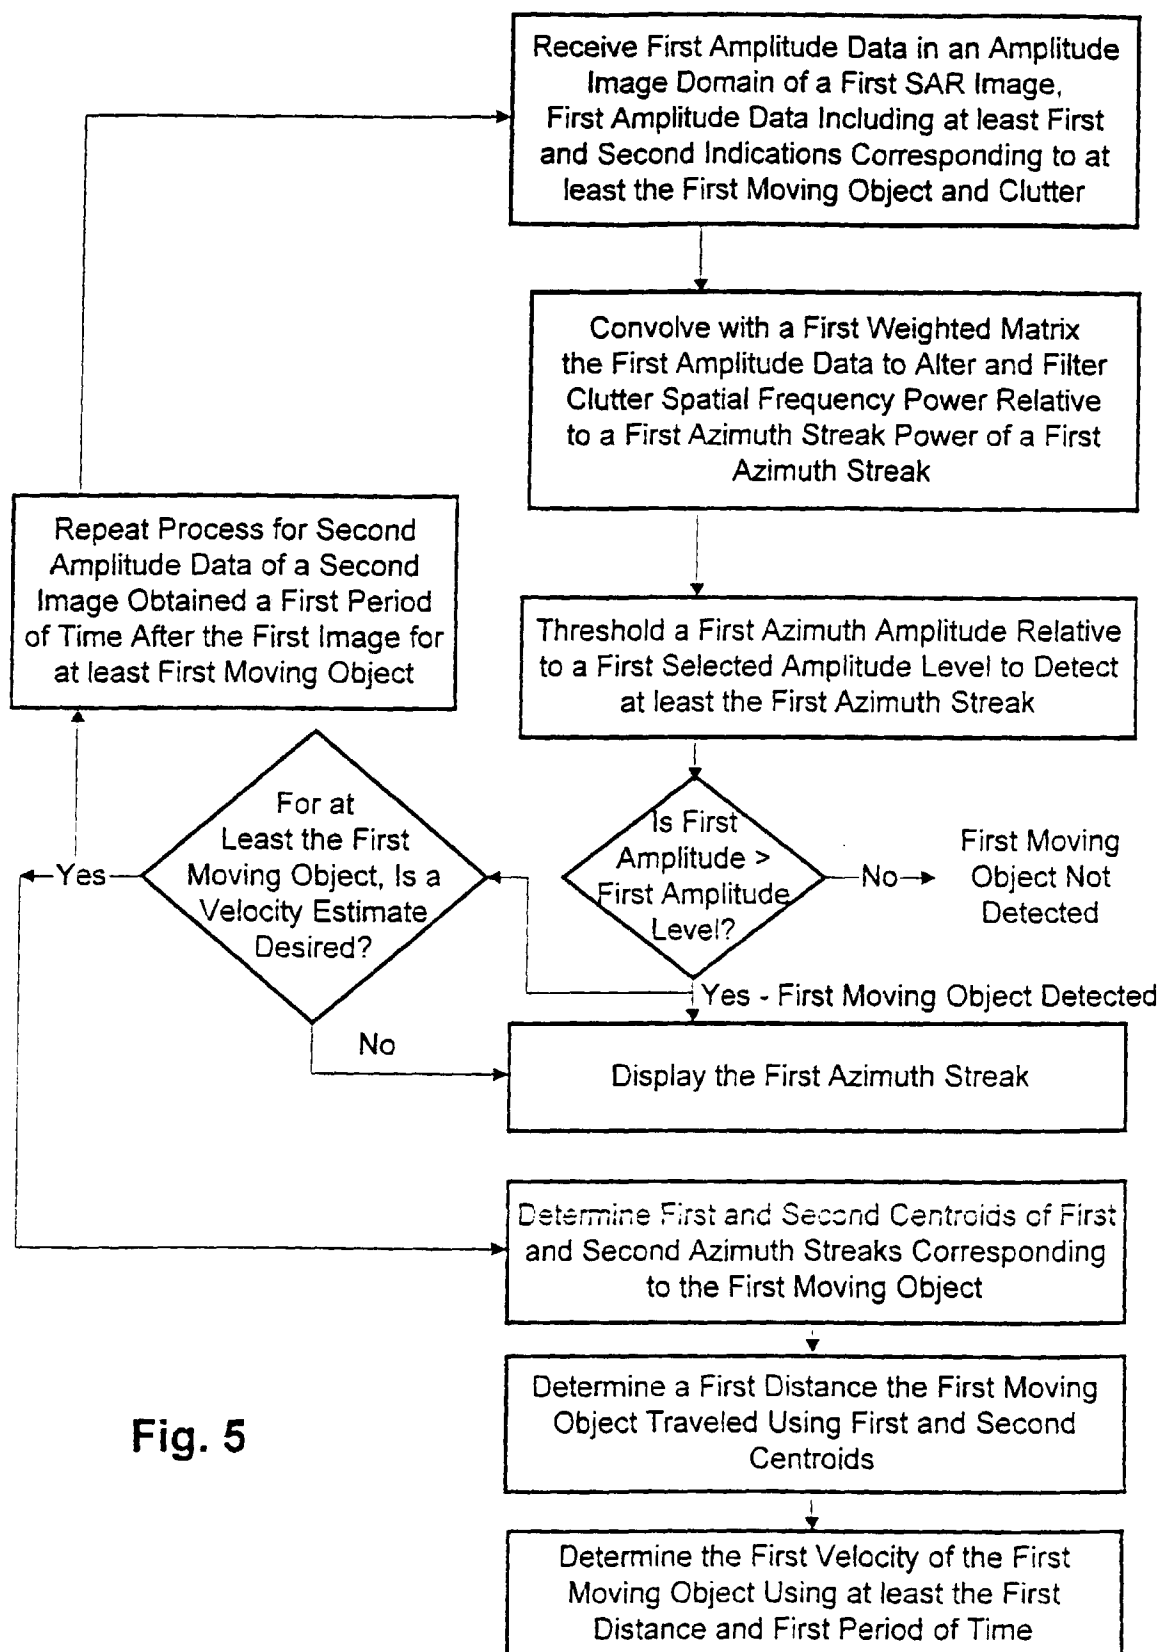 Receive First Amplitude Data in an Amplitude
Image Domain of a First SAR Image,
First Amplitude Data Including at least First
and Second Indications Corresponding to at
least the First Moving Object and Clutter
Convolve with a First Weighted Matrix
the First Amplitude Data to Alter and Filter
Clutter Spatial Frequency Power Relative
to a First Azimuth Streak Power of a First
Azimuth Streak
Repeat Process for Second
Amplitude Data of a Second
Image Obtained a First Period
of Time After the First Image for
at least First Moving Object
Threshold a First Azimuth Amplitude Relative
to a First Selected Amplitude Level to Detect
at least the First Azimuth Streak
For at
Least the First
Moving Object, Is a
Velocity Estimate
Desired?
Yes
Is First
Amplitude >
First Amplitude
Level?
No
First Moving
Object Not
Detected
Yes - First Moving Object Detected
No
Display the First Azimuth Streak
Determine First and Second Centroids of First
and Second Azimuth Streaks Corresponding
to the First Moving Object
Determine a First Distance the First Moving
Object Traveled Using First and Second
Centroids
Fig. 5
Determine the First Velocity of the First
Moving Object Using at least the First
Distance and First Period of Time